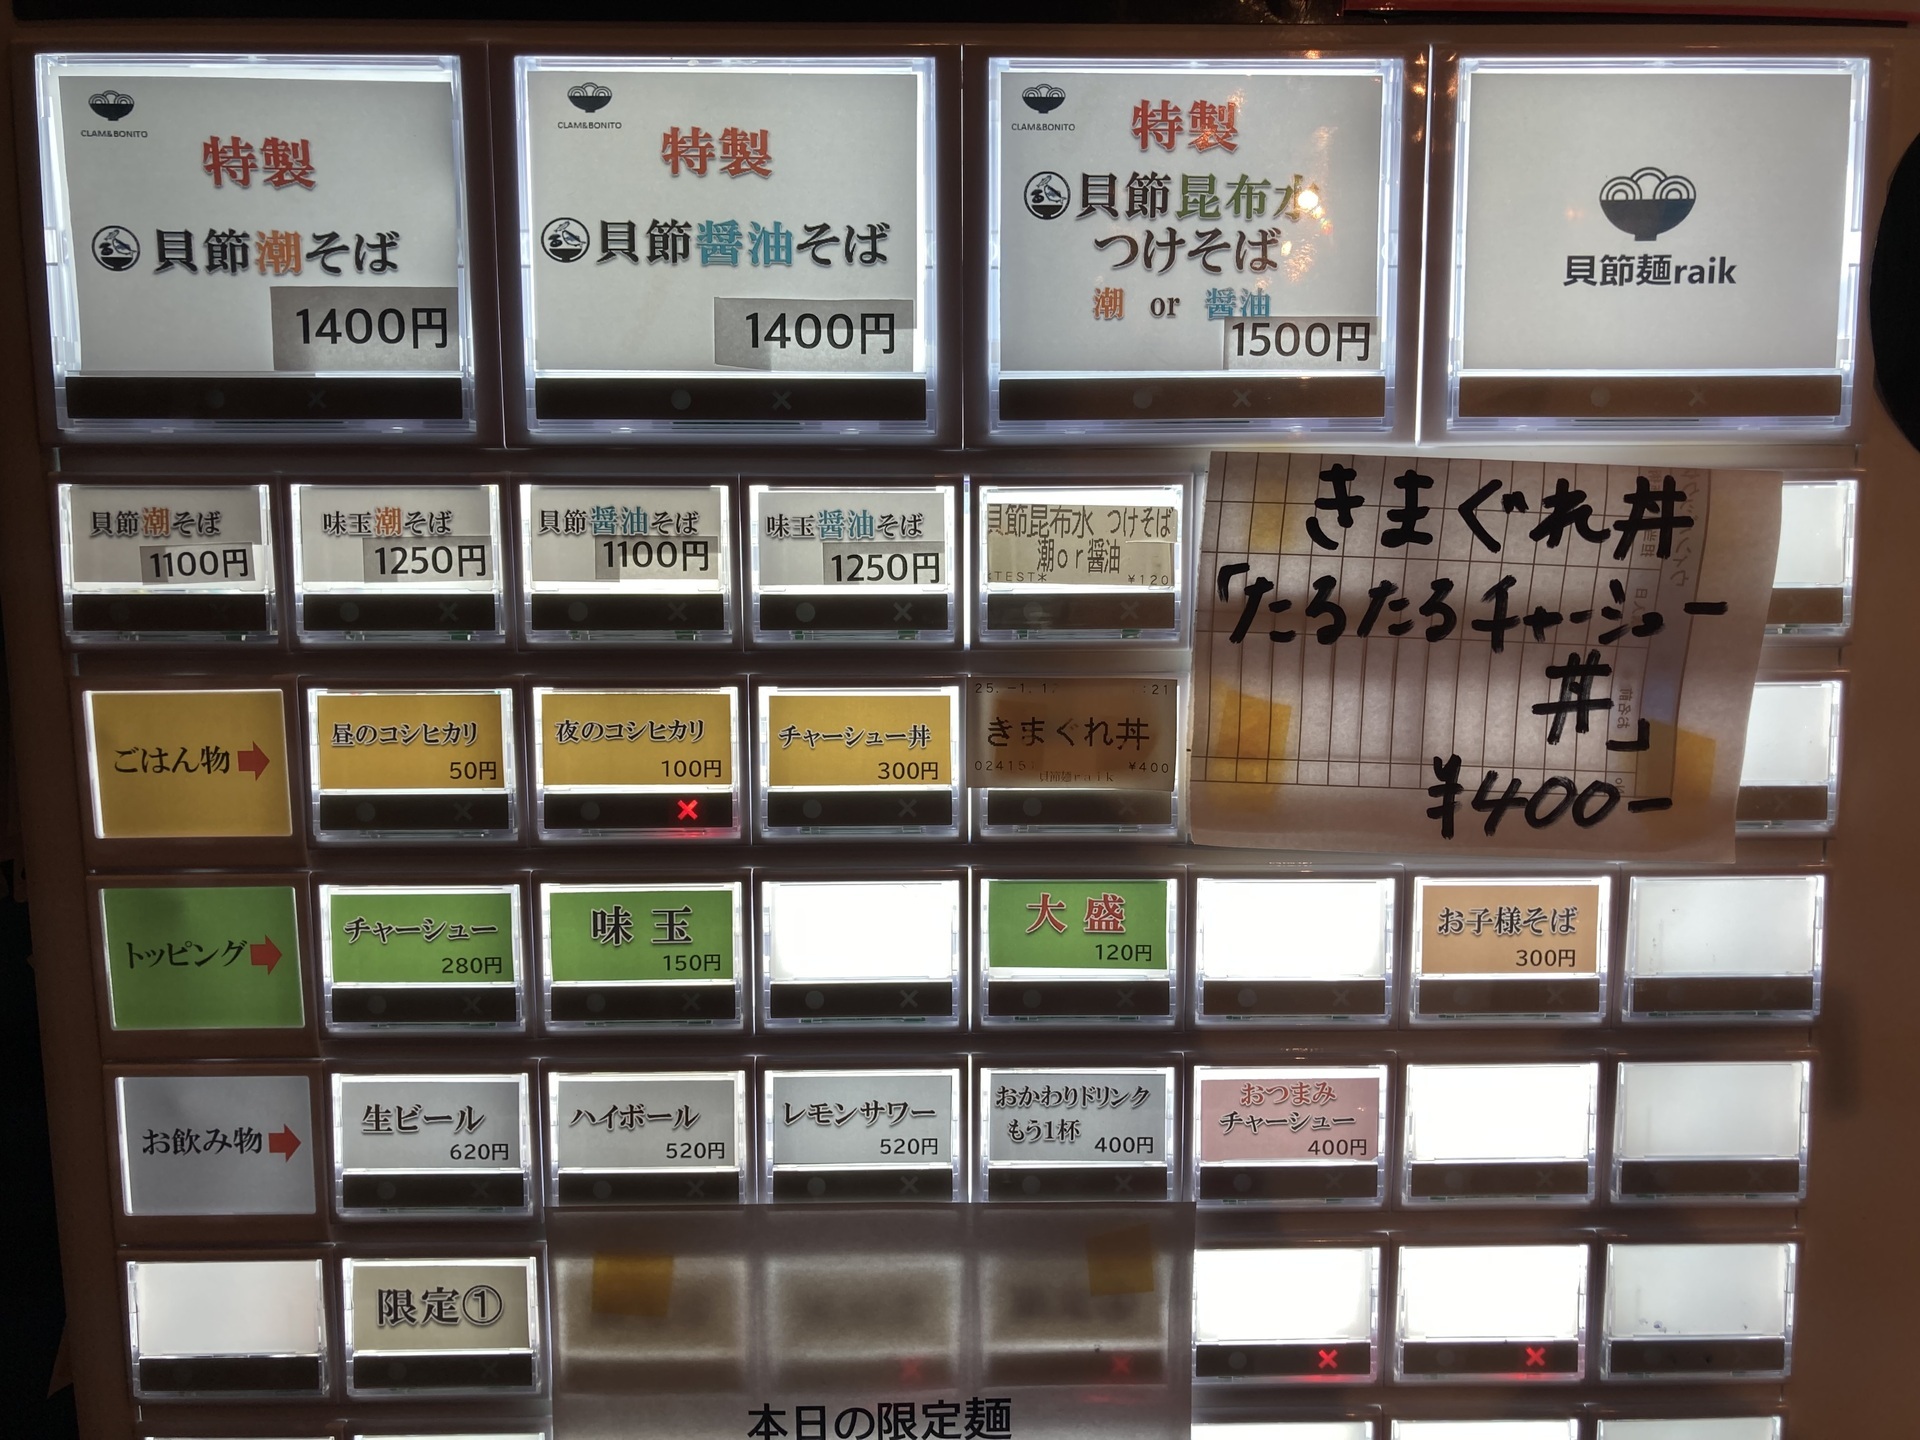 CLAM&BONITO
特製
貝節潮そば
1400円
CLAM&BONITO
特製
貝節醤油そば
1400円
CLAM&BONITO
特製
貝節昆布水
つけそば
潮 or 醤油
1500円
貝節麺raik
貝節潮そば
1100円
味玉潮そば
1250円
貝節醤油そば
1100円
味玉醤油そば
1250円
貝節昆布水 つけそば
潮or醤油
*TEST* ¥120
きまぐれ丼
「たるたるチャーシュー
丼」
¥400-
ごはん物
昼のコシヒカリ
50円
夜のコシヒカリ
100円
チャーシュー丼
300円
きまぐれ丼
02415 ¥400
貝節麺raik
トッピング
チャーシュー
280円
味玉
150円
大盛
120円
お子様そば
300円
お飲み物
生ビール
620円
ハイボール
520円
レモンサワー
520円
おかわりドリンク
もう1杯 400円
おつまみ
チャーシュー
400円
限定①
本日の限定麺